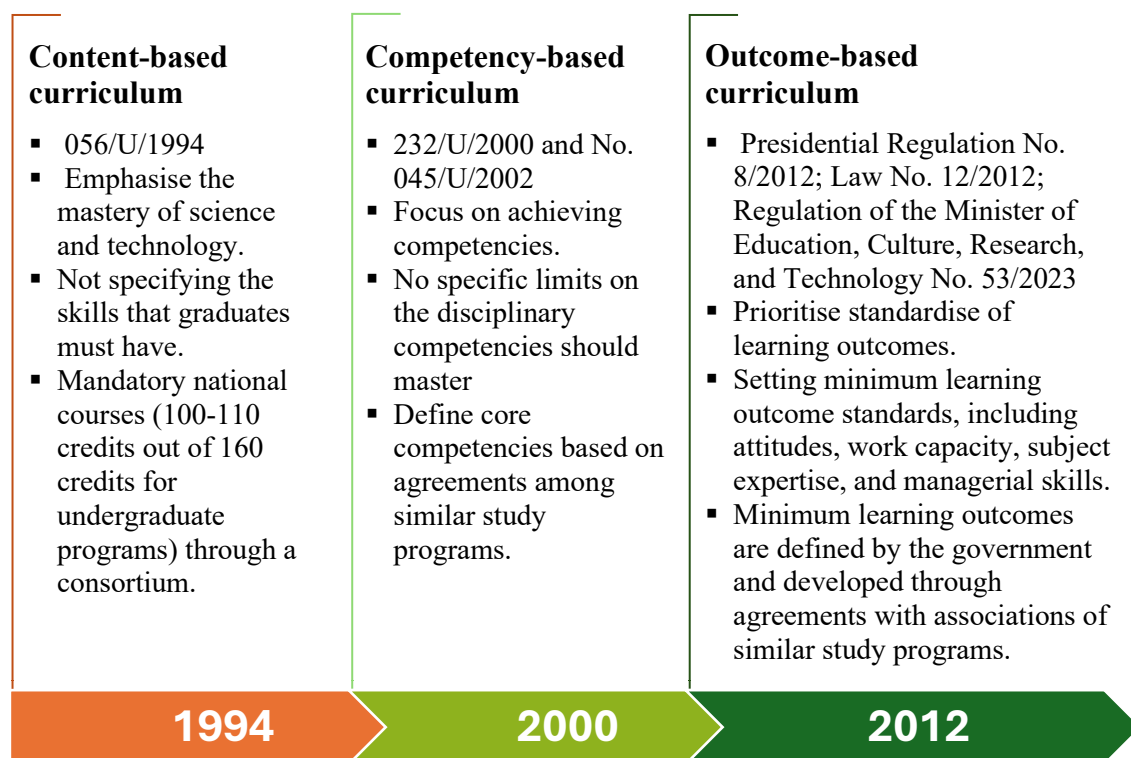 Content-based
curriculum
▪ 056/U/1994
▪ Emphasise the
mastery of science
and technology.
▪ Not specifying the
skills that graduates
must have.
▪ Mandatory national
courses (100-110
credits out of 160
credits for
undergraduate
programs) through a
consortium.
1994
Competency-based
curriculum
▪ 232/U/2000 and No.
045/U/2002
▪ Focus on achieving
competencies.
▪ No specific limits on
the disciplinary
competencies should
master
▪ Define core
competencies based on
agreements among
similar study
programs.
2000
Outcome-based
curriculum
▪ Presidential Regulation No.
8/2012; Law No. 12/2012;
Regulation of the Minister of
Education, Culture, Research,
and Technology No. 53/2023
▪ Prioritise standardise of
learning outcomes.
▪ Setting minimum learning
outcome standards, including
attitudes, work capacity, subject
expertise, and managerial skills.
▪ Minimum learning outcomes
are defined by the government
and developed through
agreements with associations of
similar study programs.
2012